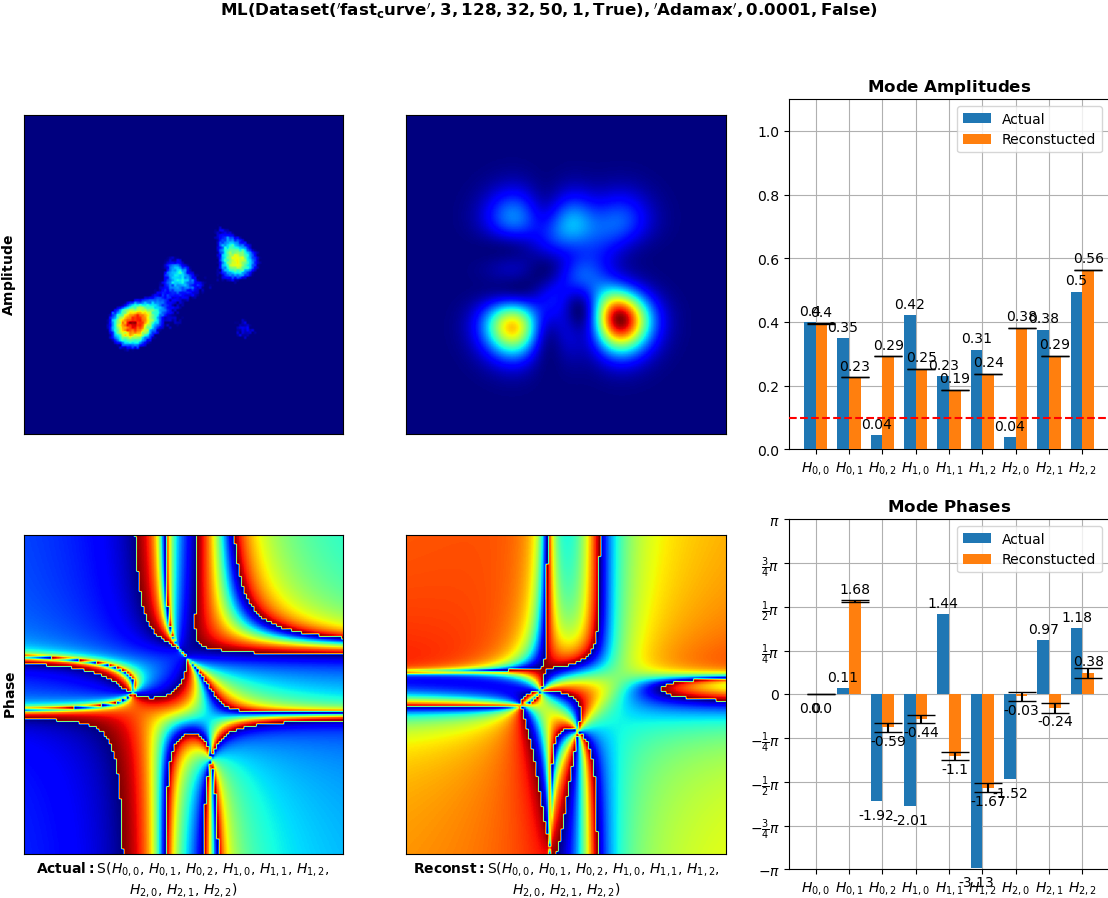 ML(Dataset('fast_curve', 3, 128, 32, 50, 1, True), 'Adamax', 0.0001, False)
Amplitude
Mode Amplitudes
Actual
Reconstucted
1.0
0.8
0.6
0.4
0.2
0.0
0.4 0.4 0.35 0.23 0.04 0.29 0.42 0.25 0.23 0.19 0.31 0.24 0.04 0.38 0.38 0.29 0.5 0.56
H0,0 H0,1 H0,2 H1,0 H1,1 H1,2 H2,0 H2,1 H2,2
Phase
Mode Phases
Actual
Reconstucted
π
3/4π
1/2π
1/4π
0
−1/4π
−1/2π
−3/4π
−π
0.0 0.0 0.11 1.68 -1.92 -0.59 -2.01 -0.44 1.44 -1.1 -3.13 -1.67 -1.52 -0.03 0.97 -0.24 1.18 0.38
H0,0 H0,1 H0,2 H1,0 H1,1 H1,2 H2,0 H2,1 H2,2
Actual: S(H0,0, H0,1, H0,2, H1,0, H1,1, H1,2,
H2,0, H2,1, H2,2)
Reconst: S(H0,0, H0,1, H0,2, H1,0, H1,1, H1,2,
H2,0, H2,1, H2,2)